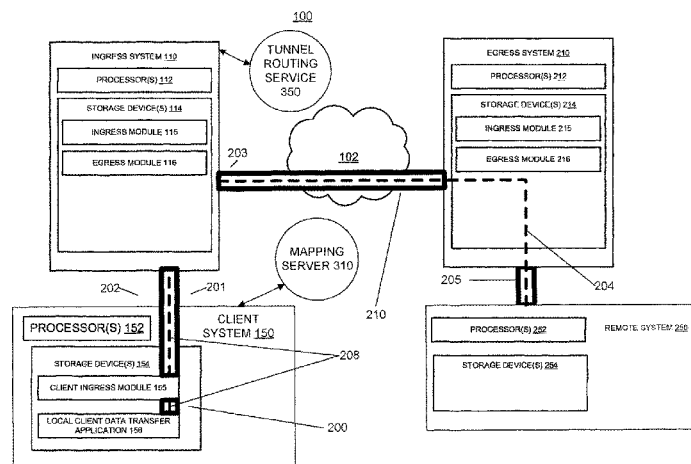 100
INGRESS SYSTEM 110
PROCESSOR(S) 112
STORAGE DEVICE(S) 114
INGRESS MODULE 115
EGRESS MODULE 116
TUNNEL
ROUTING
SERVICE
350
EGRESS SYSTEM 210
PROCESSOR(S) 212
STORAGE DEVICE(S) 214
INGRESS MODULE 215
EGRESS MODULE 216
203
102
MAPPING
SERVER 310
210
205
204
202
201
PROCESSOR(S) 152
CLIENT
SYSTEM 150
208
STORAGE DEVICE(S) 154
CLIENT INGRESS MODULE 155
LOCAL CLIENT DATA TRANSFER
APPLICATION 156
200
PROCESSOR(S) 252
REMOTE SYSTEM 250
STORAGE DEVICE(S) 254